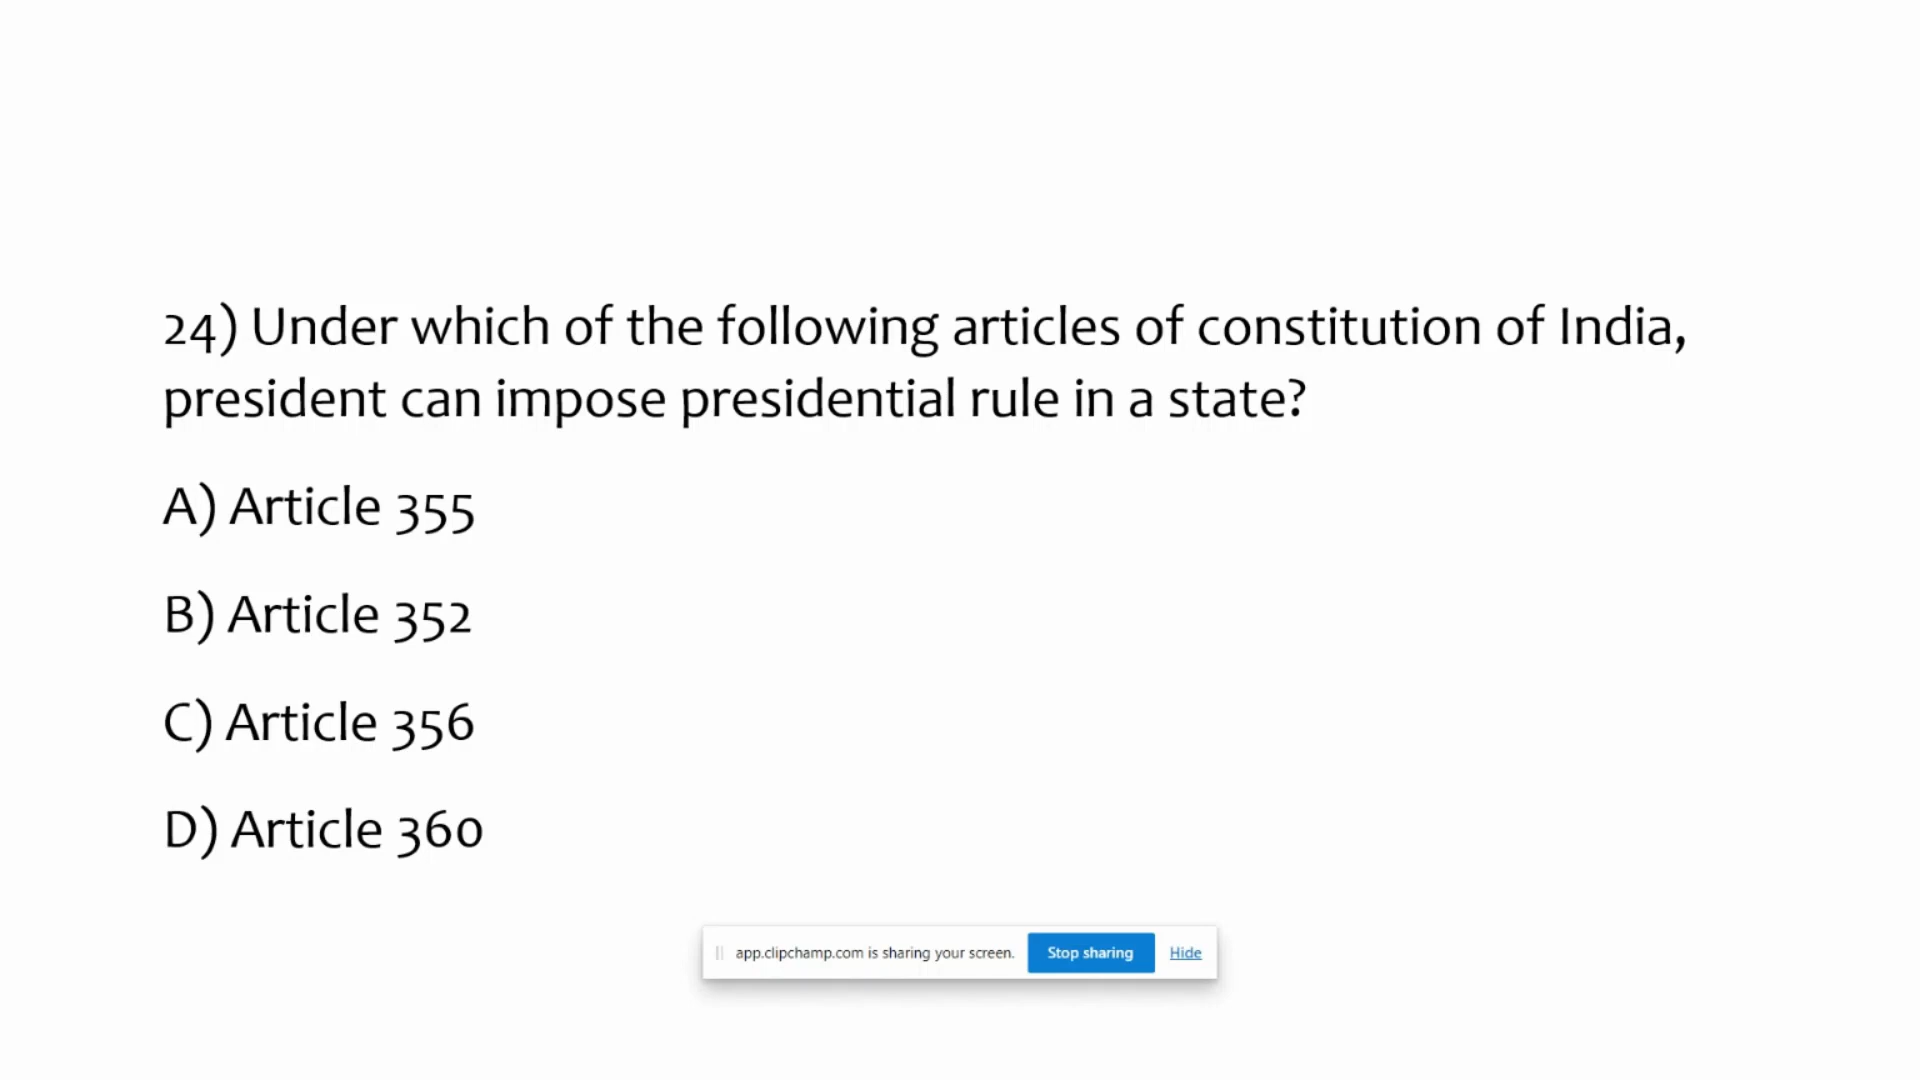 24) Under which of the following articles of constitution of India,
president can impose presidential rule in a state?
A) Article 355
B) Article 352
C) Article 356
D) Article 360
app.clipchamp.com is sharing your screen. Stop sharing Hide